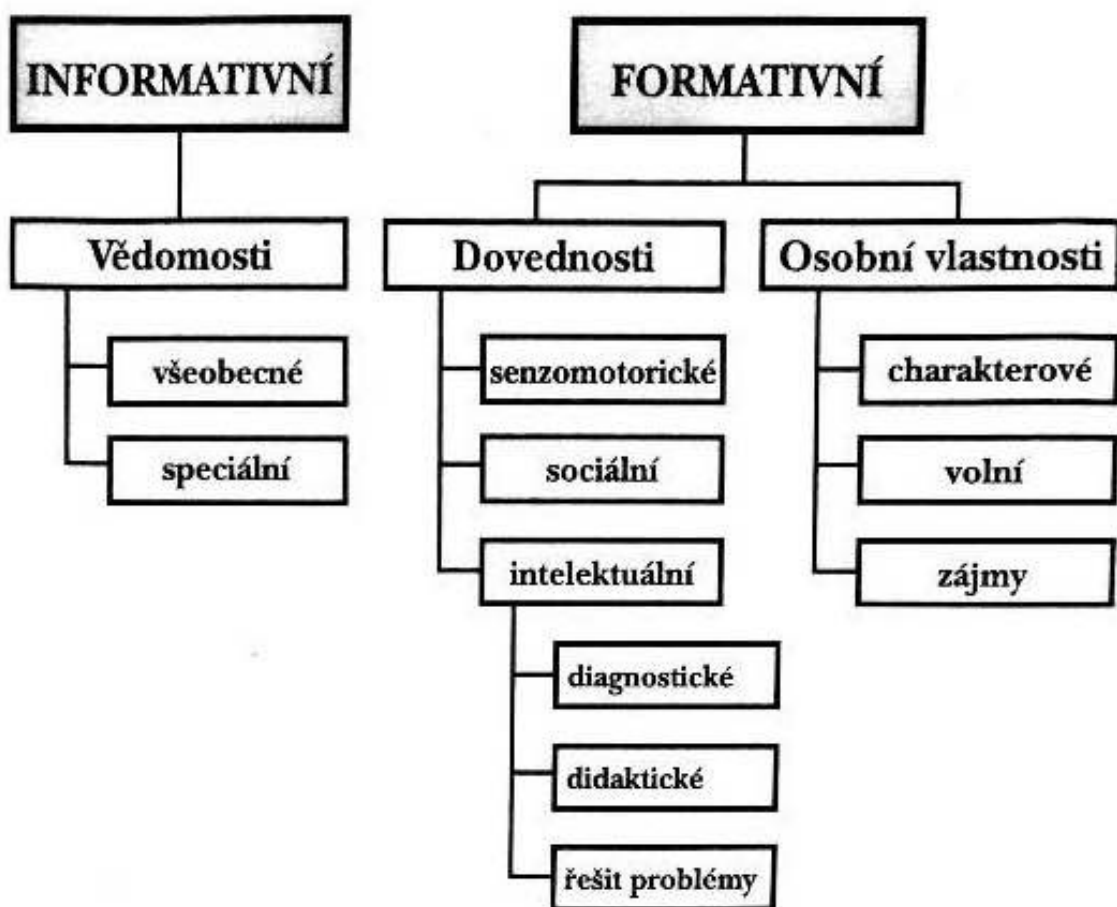 INFORMATIVNÍ
FORMATIVNÍ
Vědomosti
Dovednosti
Osobní vlastnosti
všeobecné
senzomotorické
charakterové
speciální
sociální
volní
intelektuální
zájmy
diagnostické
didaktické
řešit problémy